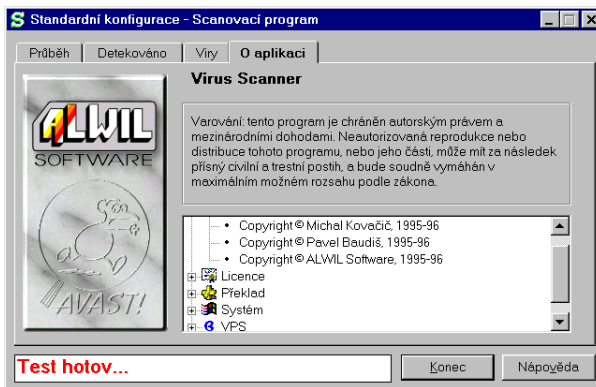 Standardní konfigurace - Scanovací program
Průběh
Detekováno
Viry
O aplikaci
ALWIL
SOFTWARE
AVAST!
Virus Scanner
Varování: tento program je chráněn autorským právem a
mezinárodními dohodami. Neautorizovaná reprodukce nebo
distribuce tohoto programu, nebo jeho části, může mít za následek
přísný civilní a trestní postih, a bude soudně vymáhán v
maximálním možném rozsahu podle zákona.
Copyright © Michal Kovačič, 1995-96
Copyright © Pavel Baudiš, 1995-96
Copyright © ALWIL Software, 1995-96
Licence
Překlad
Systém
VPS
Test hotov...
Konec
Nápověda